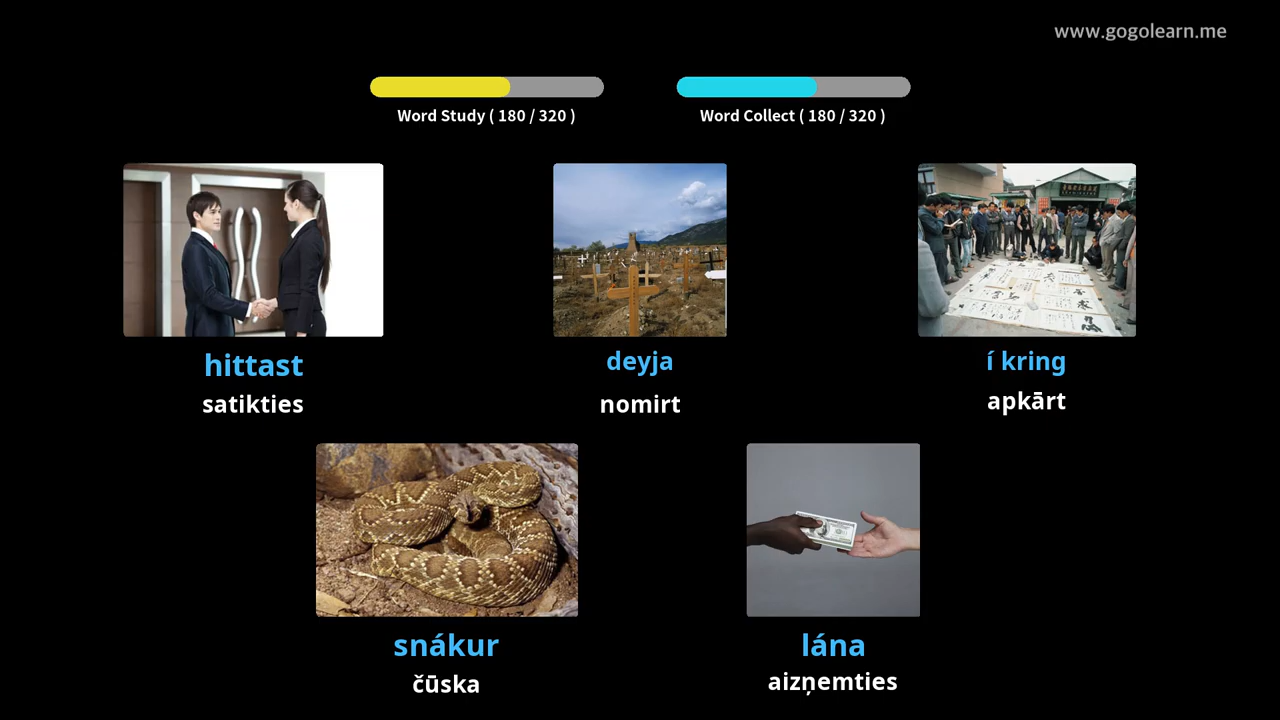 www.gogolearn.me
Word Study ( 180 / 320 )
Word Collect ( 180 / 320 )
hittast
satikties
deyja
nomirt
í kring
apkārt
snákur
čūska
lána
aizņemties